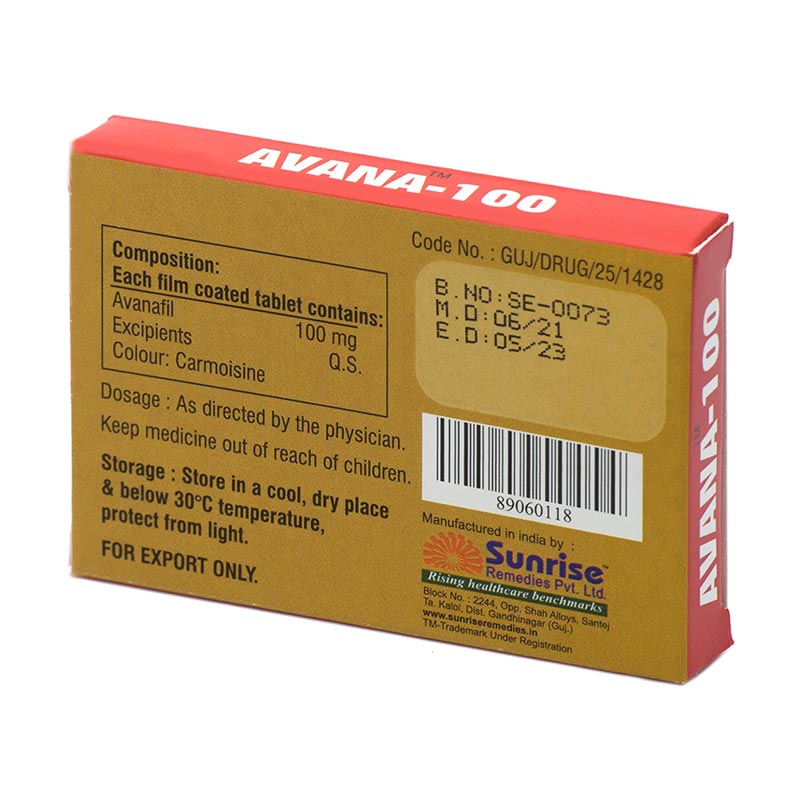 AVANA-100
TM
Composition:
Each film coated tablet contains:
Avanafil 100 mg
Excipients Q.S.
Colour: Carmoisine
Dosage : As directed by the physician.
Keep medicine out of reach of children.
Storage : Store in a cool, dry place
& below 30°C temperature,
protect from light.
FOR EXPORT ONLY.
Code No. : GUJ/DRUG/25/1428
B.NO:SE-0073
M.D:06/21
E.D:05/23
89060118
Manufactured in india by :
Sunrise™
Remedies Pvt. Ltd.
Rising healthcare benchmarks
Block No. : 2244, Opp. Shah Alloys, Santej
Ta. Kalol, Dist. Gandhinagar (Guj.)
www.sunriseremedies.in
TM-Trademark Under Registration
AVANA-100
TM